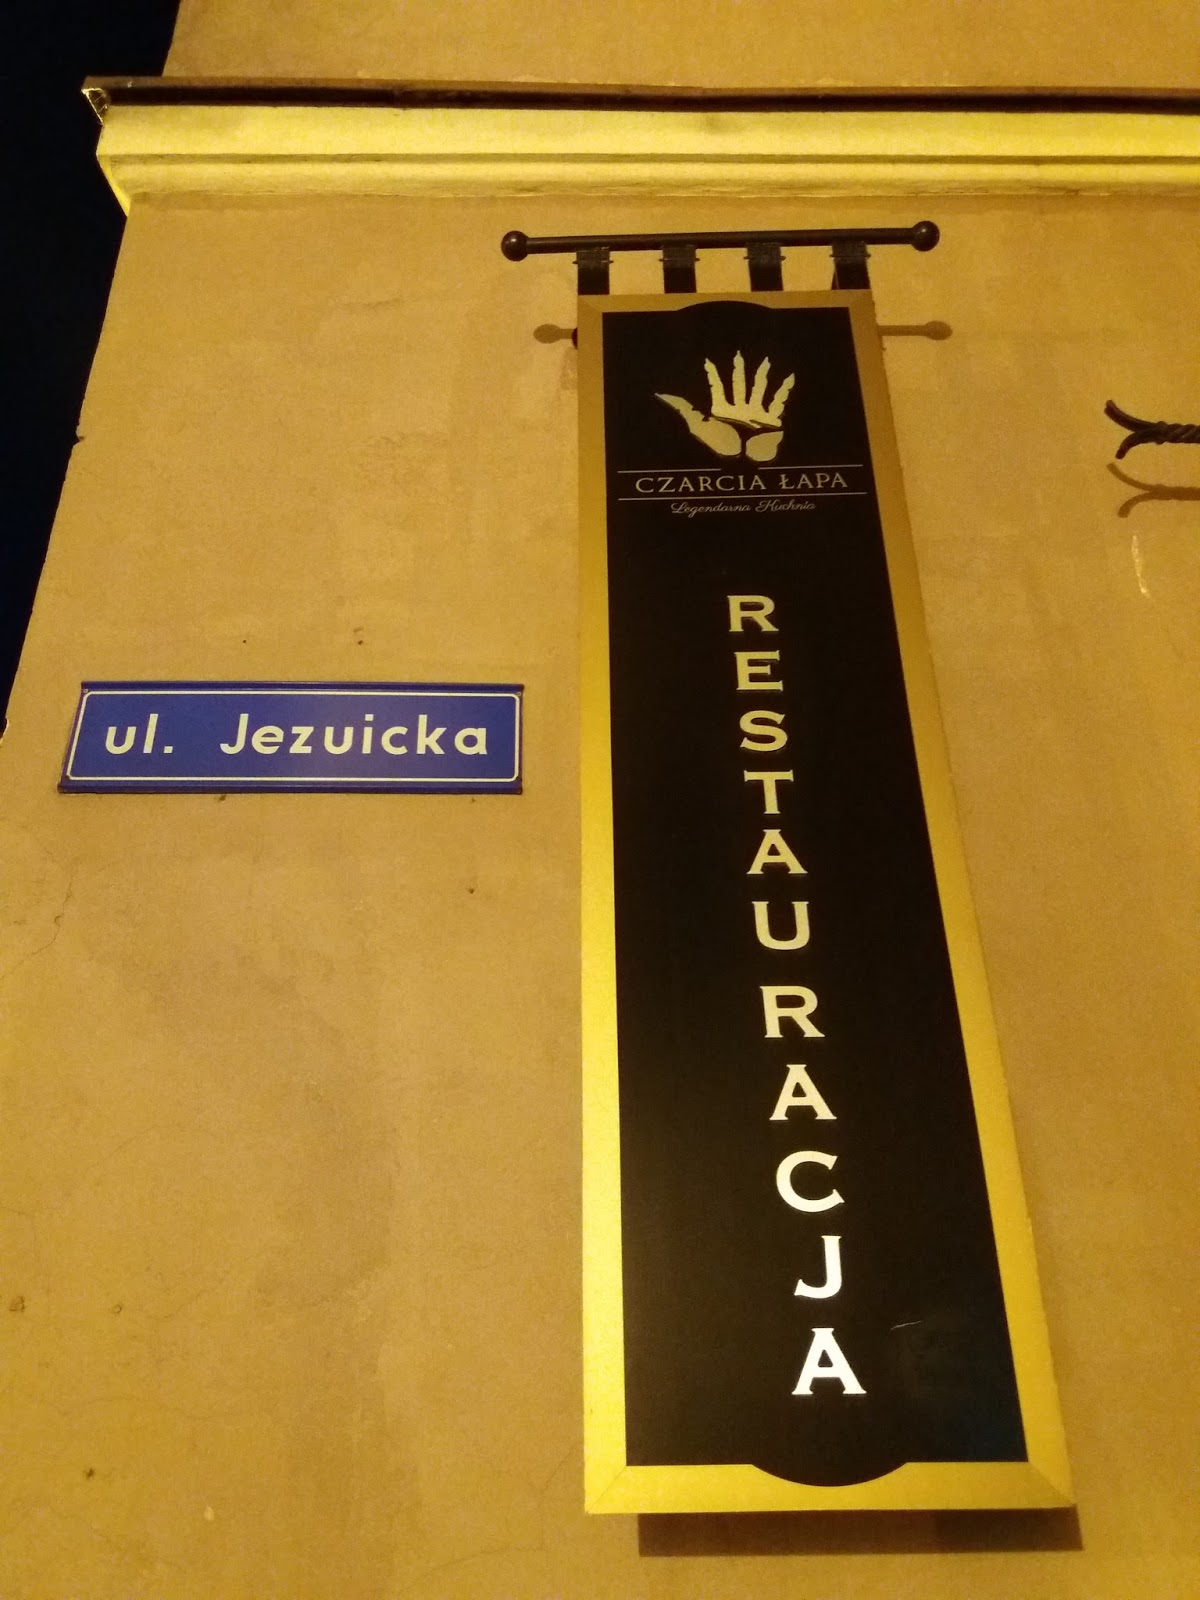 CZARCIA ŁAPA
Legendarna Kuchnia
RESTAURACJA
ul. Jezuicka